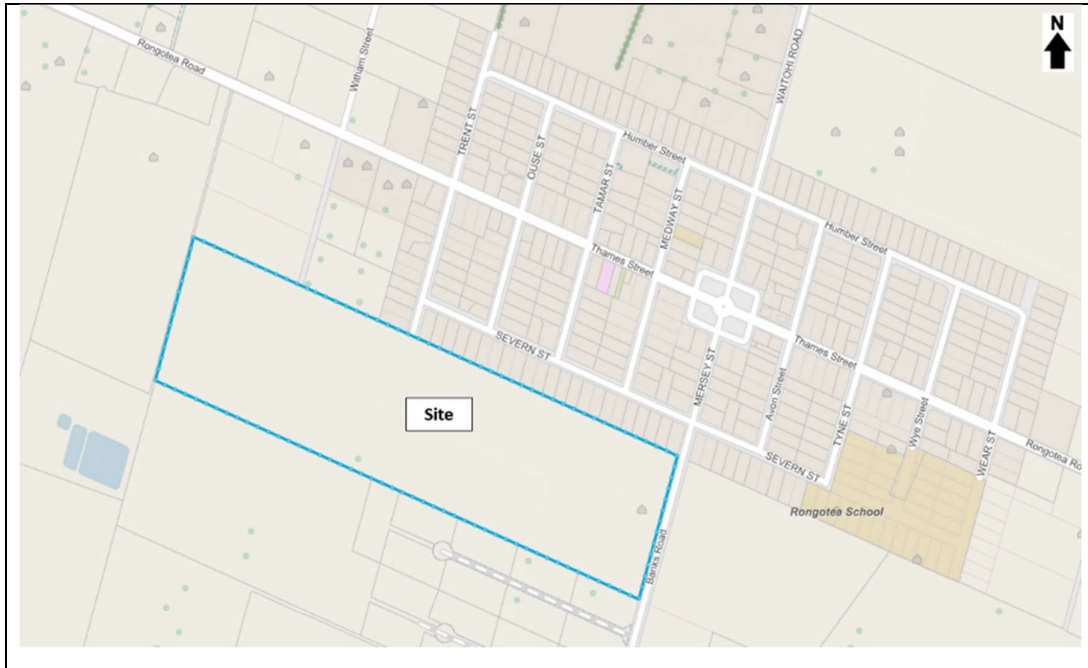 N
Rongotea Road
Witham Street
WAITOHI ROAD
TRENT ST
OUSE ST
Humber Street
TAMAR ST
MEDWAY ST
Humber Street
Thames Street
SEVERN ST
MERSEY ST
Thames Street
Avon Street
TYNE ST
Wye Street
WEAR ST
Rongotea Ro
Site
SEVERN ST
Rongotea School
Banks Road